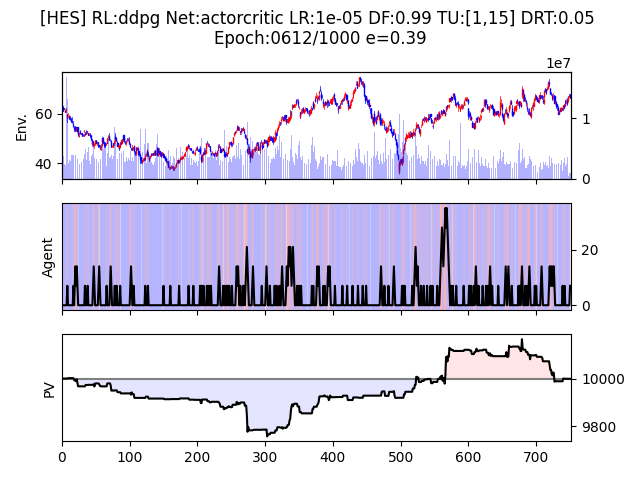 [HES] RL:ddpg Net:actorcritic LR:1e-05 DF:0.99 TU:[1,15] DRT:0.05
Epoch:0612/1000 e=0.39
1e7
Env.
60
40
1
0
Agent
20
0
PV
10000
9800
0 100 200 300 400 500 600 700